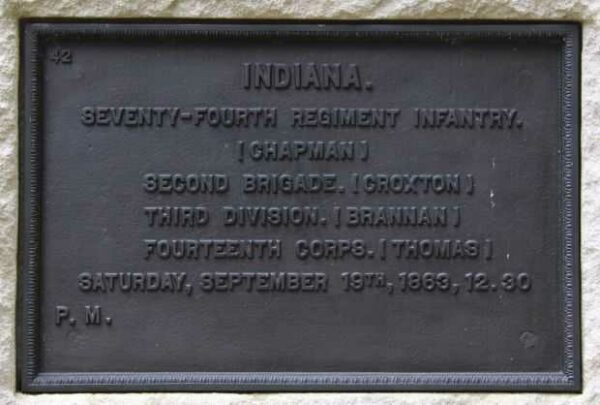 42
INDIANA.
SEVENTY-FOURTH REGIMENT INFANTRY.
[CHAPMAN]
SECOND BRIGADE. [CROXTON]
THIRD DIVISION. [BRANNAN]
FOURTEENTH CORPS. [THOMAS]
SATURDAY, SEPTEMBER 19TH, 1863, 12.30
P. M.